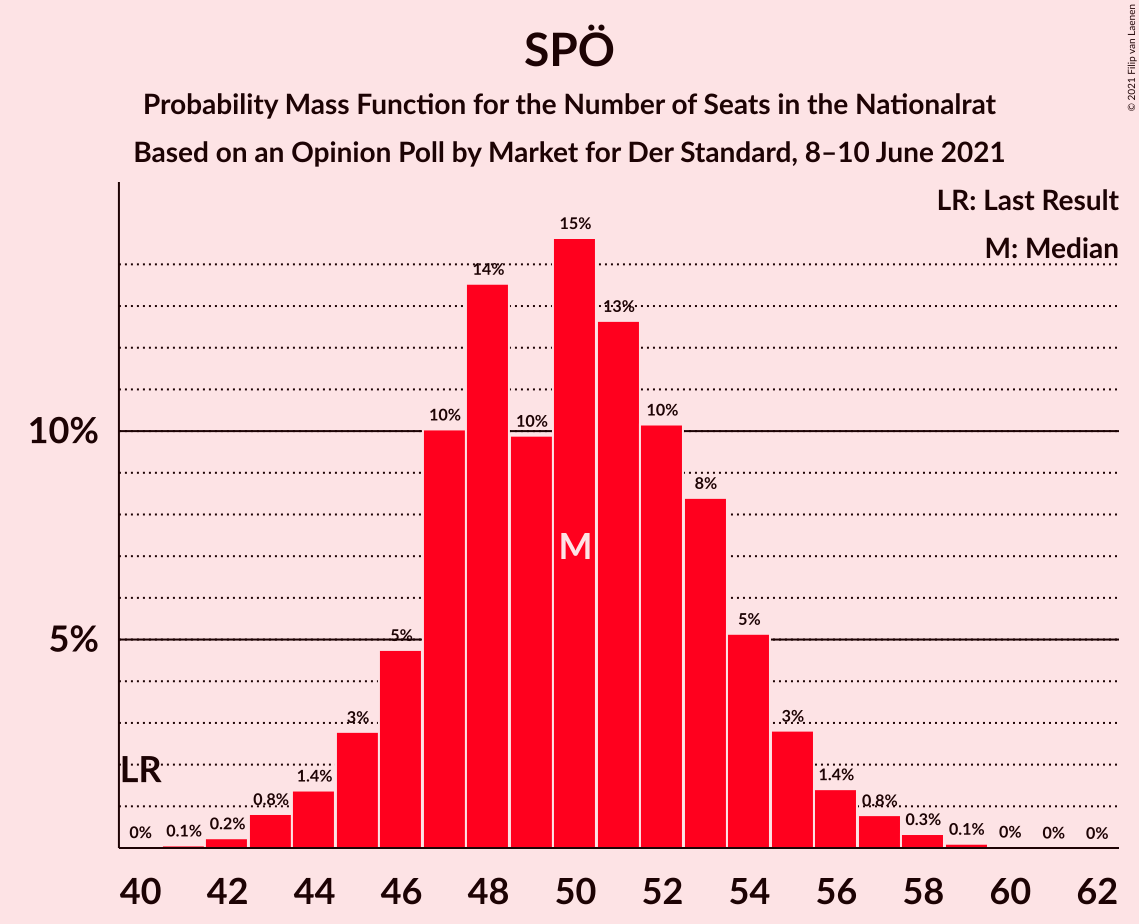 SPÖ
Probability Mass Function for the Number of Seats in the Nationalrat
Based on an Opinion Poll by Market for Der Standard, 8–10 June 2021
© 2021 Filip van Laenen
LR: Last Result
M: Median
15%
14%
13%
10%
10%
10%
10%
8%
M
5%
5%
5%
3%
3%
LR
1.4%
1.4%
0.8%
0.8%
0%
0.1%
0.2%
0.3%
0.1%
0%
0%
0%
40 42 44 46 48 50 52 54 56 58 60 62